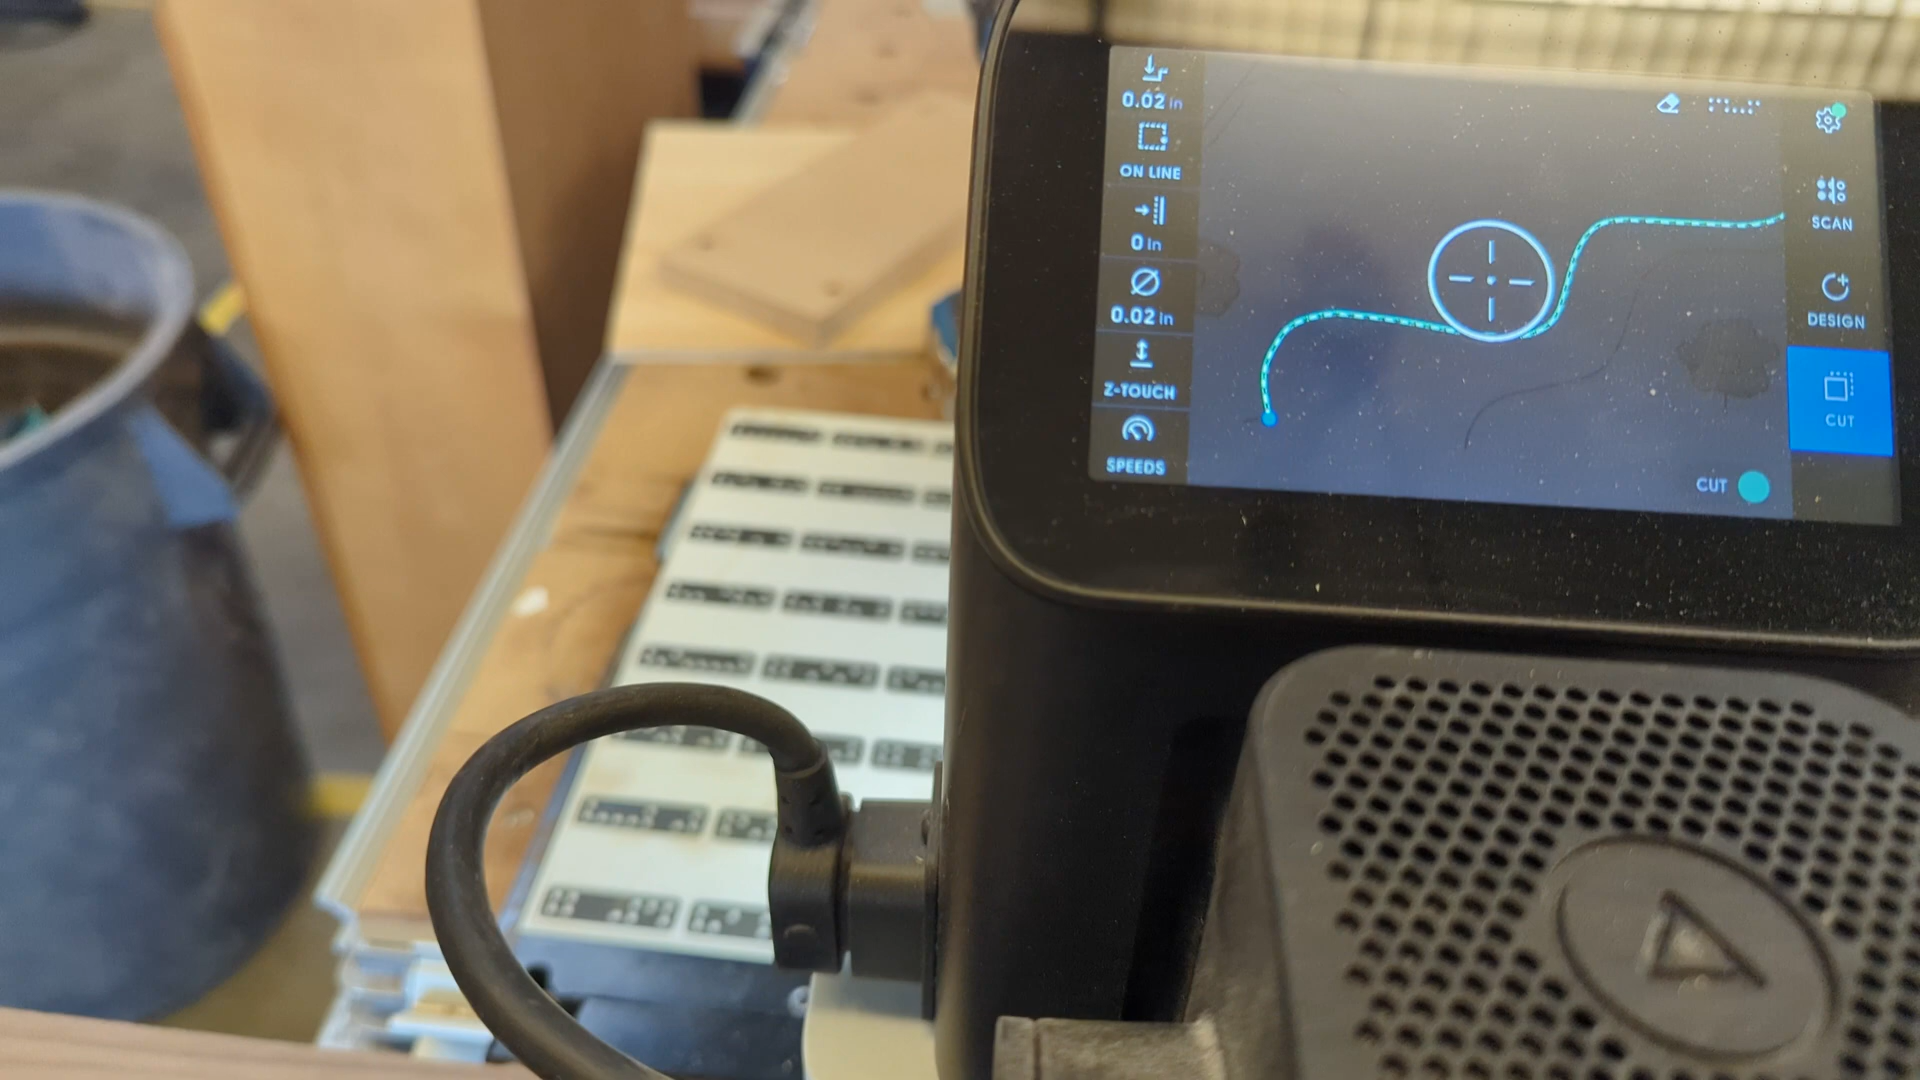 0.02 in
ON LINE
0 in
0.02 in
Z-TOUCH
SPEEDS
SCAN
DESIGN
CUT
CUT